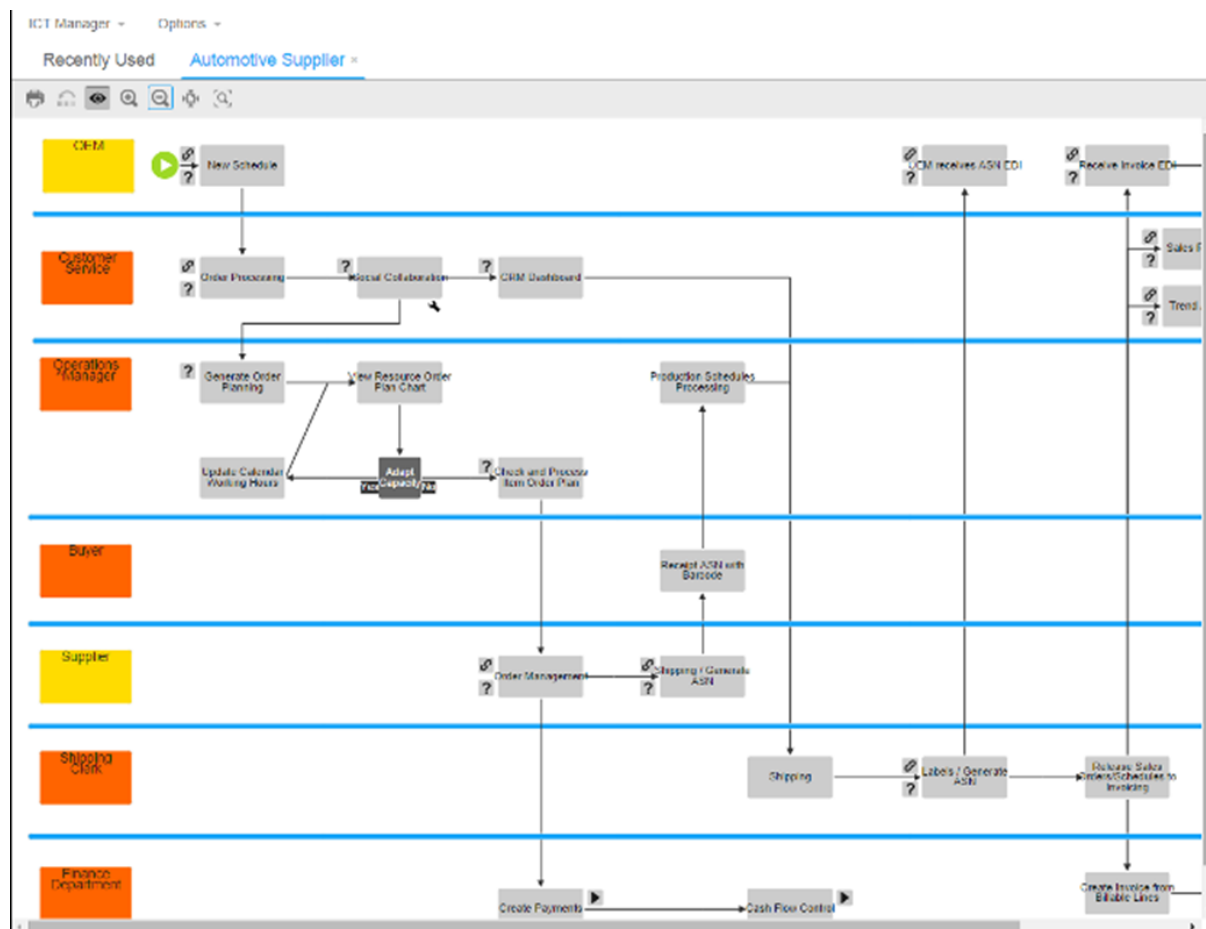 ICT Manager
Options
Recently Used
Automotive Supplier ×
OEM
New Schedule
OEM receives ASN EDI
Receive Invoice EDI
Customer
Service
Order Processing
Social Collaboration
CRM Dashboard
Sales
Trend
Operations
Manager
Generate Order
Planning
View Resource Order
Plan Chart
Production Schedules
Processing
Update Calendar
Working Hours
Yes
Adapt
Capacity
No
Check and Process
Item Order Plan
Buyer
Receipt ASN with
Barcode
Supplier
Order Management
Shipping / Generate
ASN
Shipping
Clerk
Shipping
Labels / Generate
ASN
Release Sales
Orders/Schedules to
Invoicing
Finance
Department
Create Payments
Cash Flow Control
Create Invoice from
Billable Lines